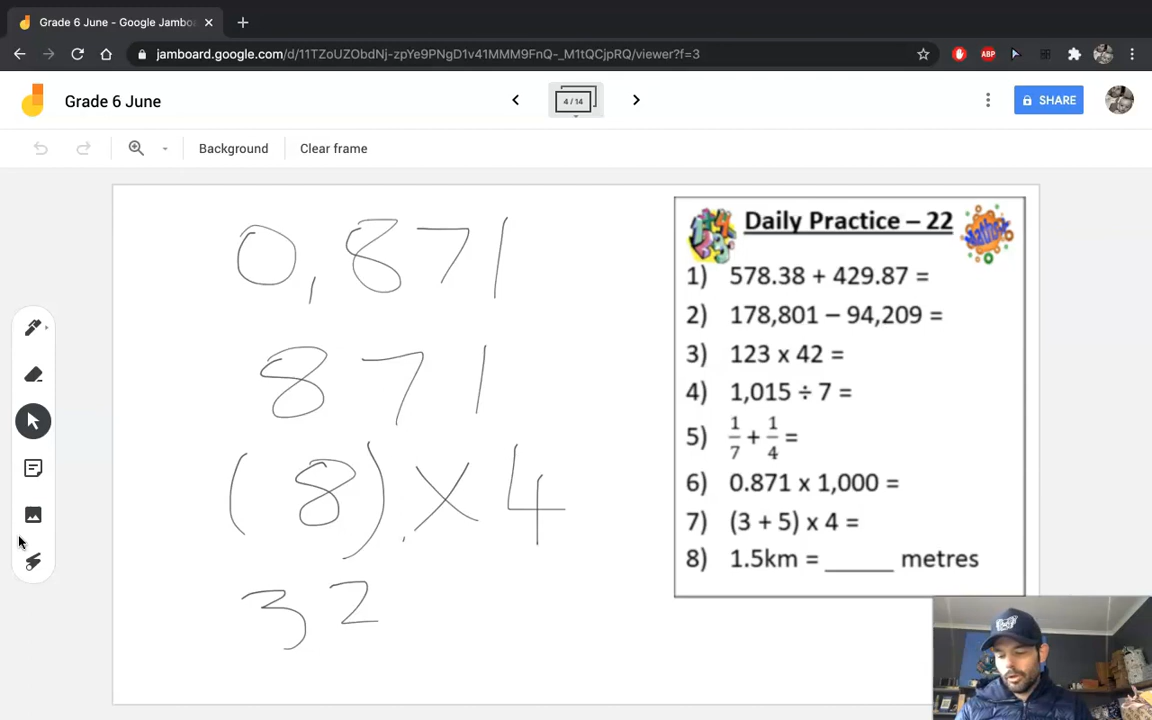 Grade 6 June - Google Jambo
jamboard.google.com/d/11TZoUZObdNj-zpYe9PNgD1v41MMM9FnQ-_M1tQCjpRQ/viewer?f=3
ABP
Grade 6 June
4 / 14
SHARE
Background
Clear frame
0,871
871
(8) . x 4
32
Daily Practice – 22
1) 578.38 + 429.87 =
2) 178,801 – 94,209 =
3) 123 x 42 =
4) 1,015 ÷ 7 =
5) 1/7 + 1/4 =
6) 0.871 x 1,000 =
7) (3 + 5) x 4 =
8) 1.5km = ______ metres